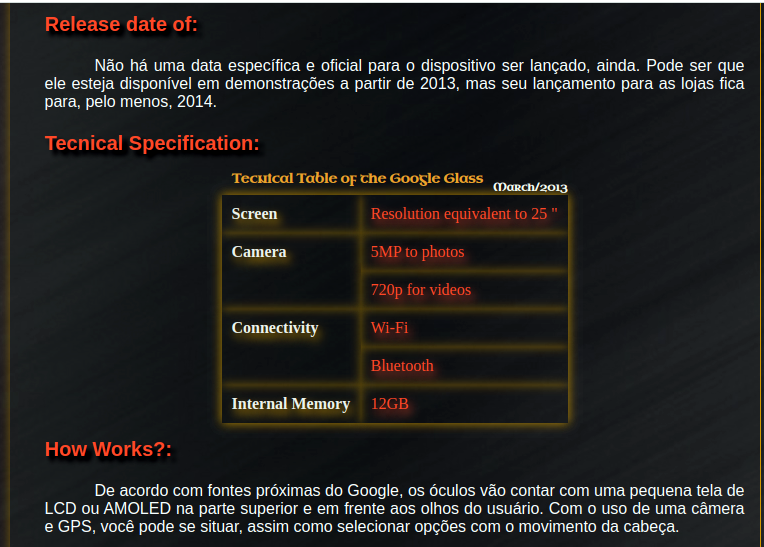 Release date of:
Não há uma data específica e oficial para o dispositivo ser lançado, ainda. Pode ser que
ele esteja disponível em demonstrações a partir de 2013, mas seu lançamento para as lojas fica
para, pelo menos, 2014.
Tecnical Specification:
Tecnical Table of the Google Glass
March/2013
Screen Resolution equivalent to 25 "
Camera 5MP to photos
720p for videos
Connectivity Wi-Fi
Bluetooth
Internal Memory 12GB
How Works?:
De acordo com fontes próximas do Google, os óculos vão contar com uma pequena tela de
LCD ou AMOLED na parte superior e em frente aos olhos do usuário. Com o uso de uma câmera
e GPS, você pode se situar, assim como selecionar opções com o movimento da cabeça.